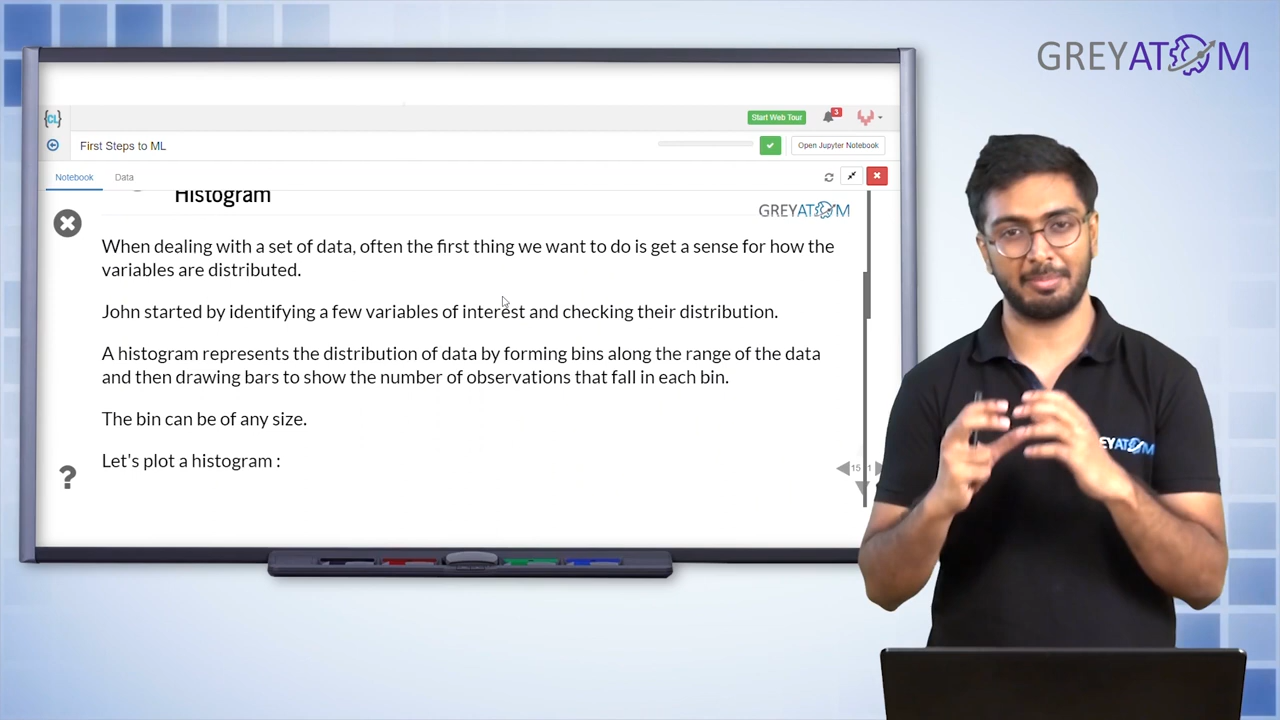 GREYATOM
{CL}
Start Web Tour
3
First Steps to ML
Open Jupyter Notebook
Notebook Data
Histogram
GREYATOM
When dealing with a set of data, often the first thing we want to do is get a sense for how the
variables are distributed.
John started by identifying a few variables of interest and checking their distribution.
A histogram represents the distribution of data by forming bins along the range of the data
and then drawing bars to show the number of observations that fall in each bin.
The bin can be of any size.
?
Let's plot a histogram :
15 1
EYATOM